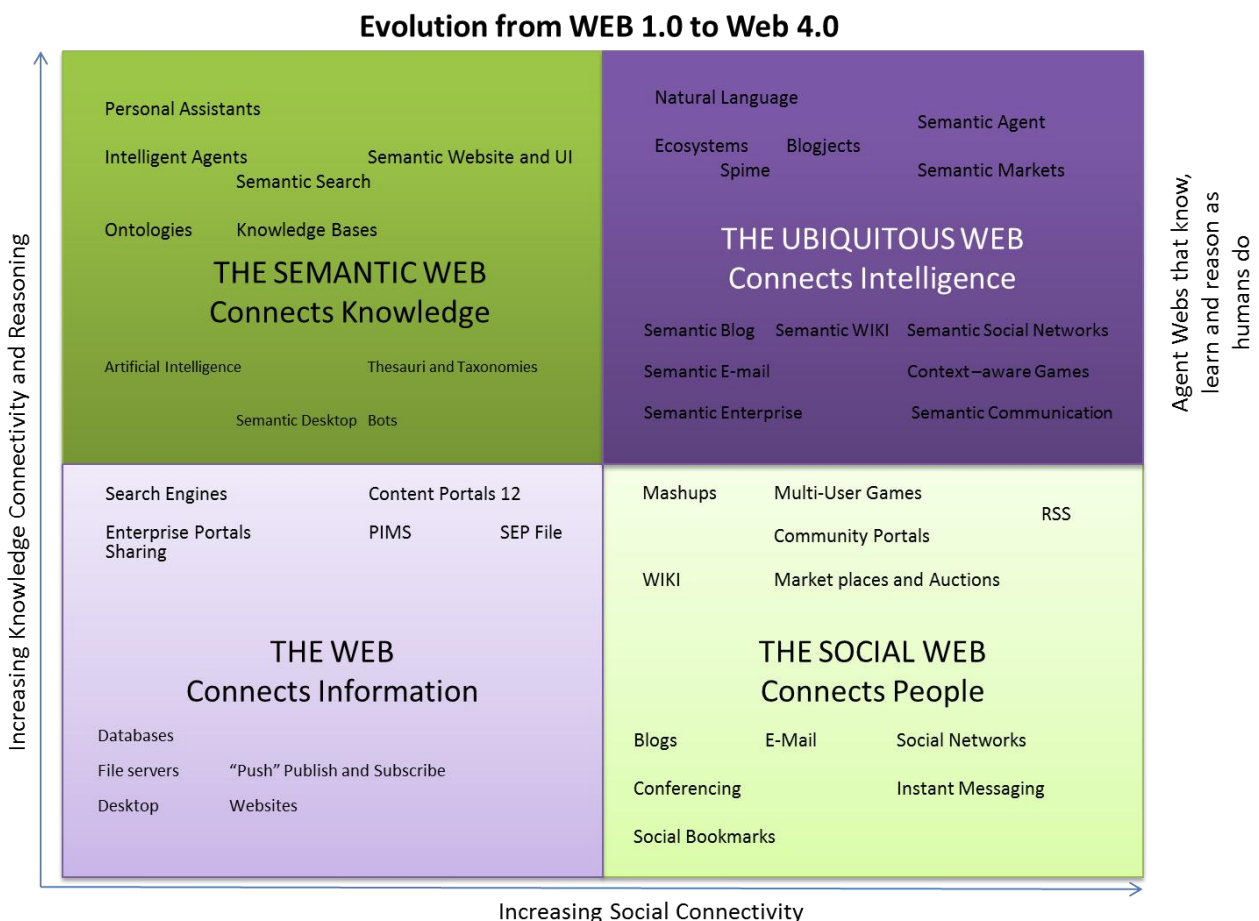 Evolution from WEB 1.0 to Web 4.0
Increasing Knowledge Connectivity and Reasoning
Personal Assistants
Intelligent Agents Semantic Website and UI
Semantic Search
Ontologies Knowledge Bases
THE SEMANTIC WEB
Connects Knowledge
Artificial Intelligence Thesauri and Taxonomies
Semantic Desktop Bots
Natural Language
Semantic Agent
Ecosystems Blogjects
Spime Semantic Markets
THE UBIQUITOUS WEB
Connects Intelligence
Semantic Blog Semantic WIKI Semantic Social Networks
Semantic E-mail Context–aware Games
Semantic Enterprise Semantic Communication
Agent Webs that know,
learn and reason as
humans do
Search Engines Content Portals 12
Enterprise Portals PIMS SEP File
Sharing
THE WEB
Connects Information
Databases
File servers “Push” Publish and Subscribe
Desktop Websites
Mashups Multi-User Games
RSS
Community Portals
WIKI Market places and Auctions
THE SOCIAL WEB
Connects People
Blogs E-Mail Social Networks
Conferencing Instant Messaging
Social Bookmarks
Increasing Social Connectivity